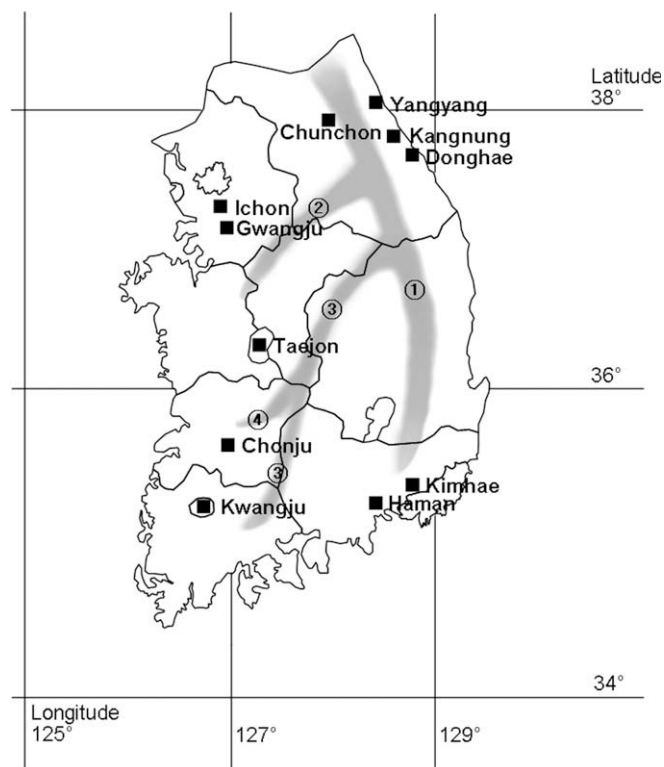 Latitude
38°
Yangyang
Chunchon
Kangnung
Donghae
Ichon
②
Gwangju
①
③
Taejon
36°
④
Chonju
③
Kimhae
Haman
Kwangju
34°
Longitude
125°
127°
129°